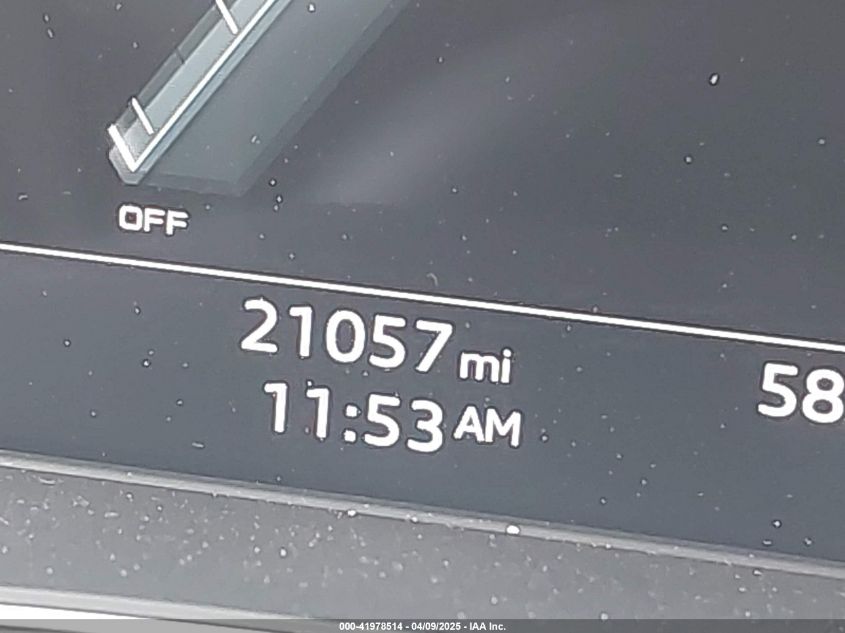 OFF
21057 mi
58
11:53 AM
000-41978514 - 04/09/2025 - IAA Inc.